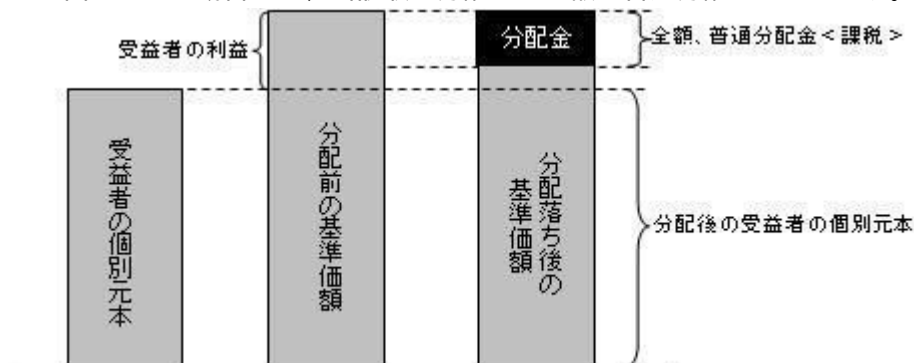 受益者の利益
分配金
全額、普通分配金＜課税＞
受益者の個別元本
分配前の基準価額
分配落ち後の
基準価額
分配後の受益者の個別元本